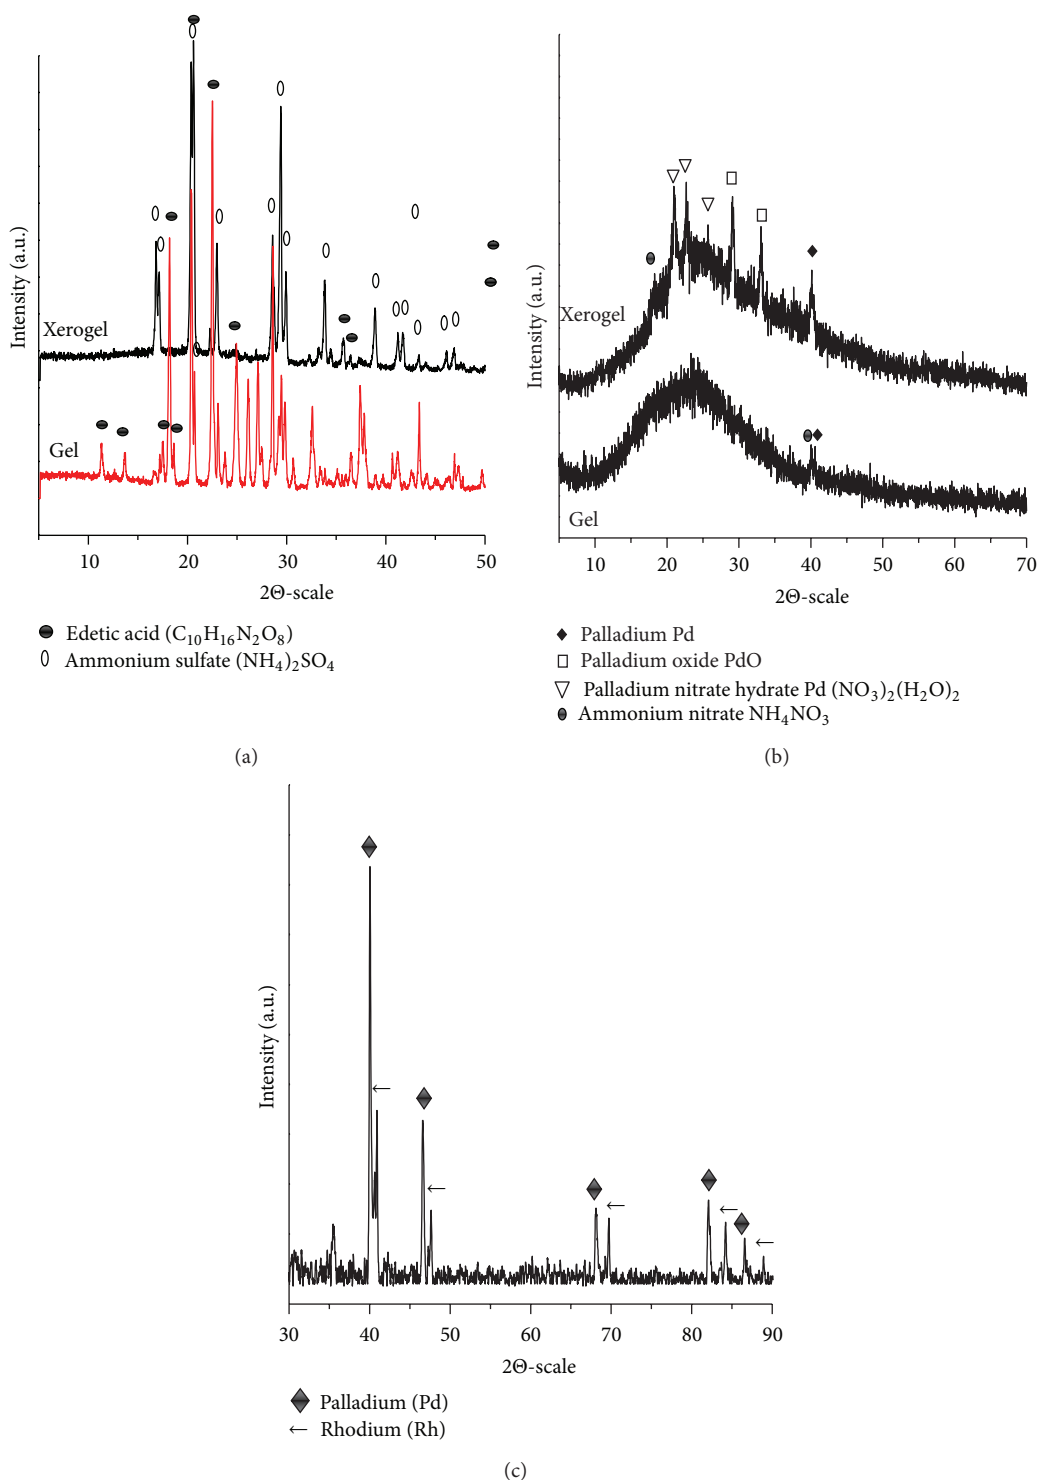 Intensity (a.u.)
Xerogel
Gel
10 20 30 40 50
2Θ-scale
Edetic acid (C₁₀H₁₆N₂O₈)
Ammonium sulfate (NH₄)₂SO₄
(a)
Intensity (a.u.)
Xerogel
Gel
10 20 30 40 50 60 70
2Θ-scale
Palladium Pd
Palladium oxide PdO
Palladium nitrate hydrate Pd (NO₃)₂(H₂O)₂
Ammonium nitrate NH₄NO₃
(b)
Intensity (a.u.)
30 40 50 60 70 82 90
2Θ-scale
Palladium (Pd)
Rhodium (Rh)
(c)